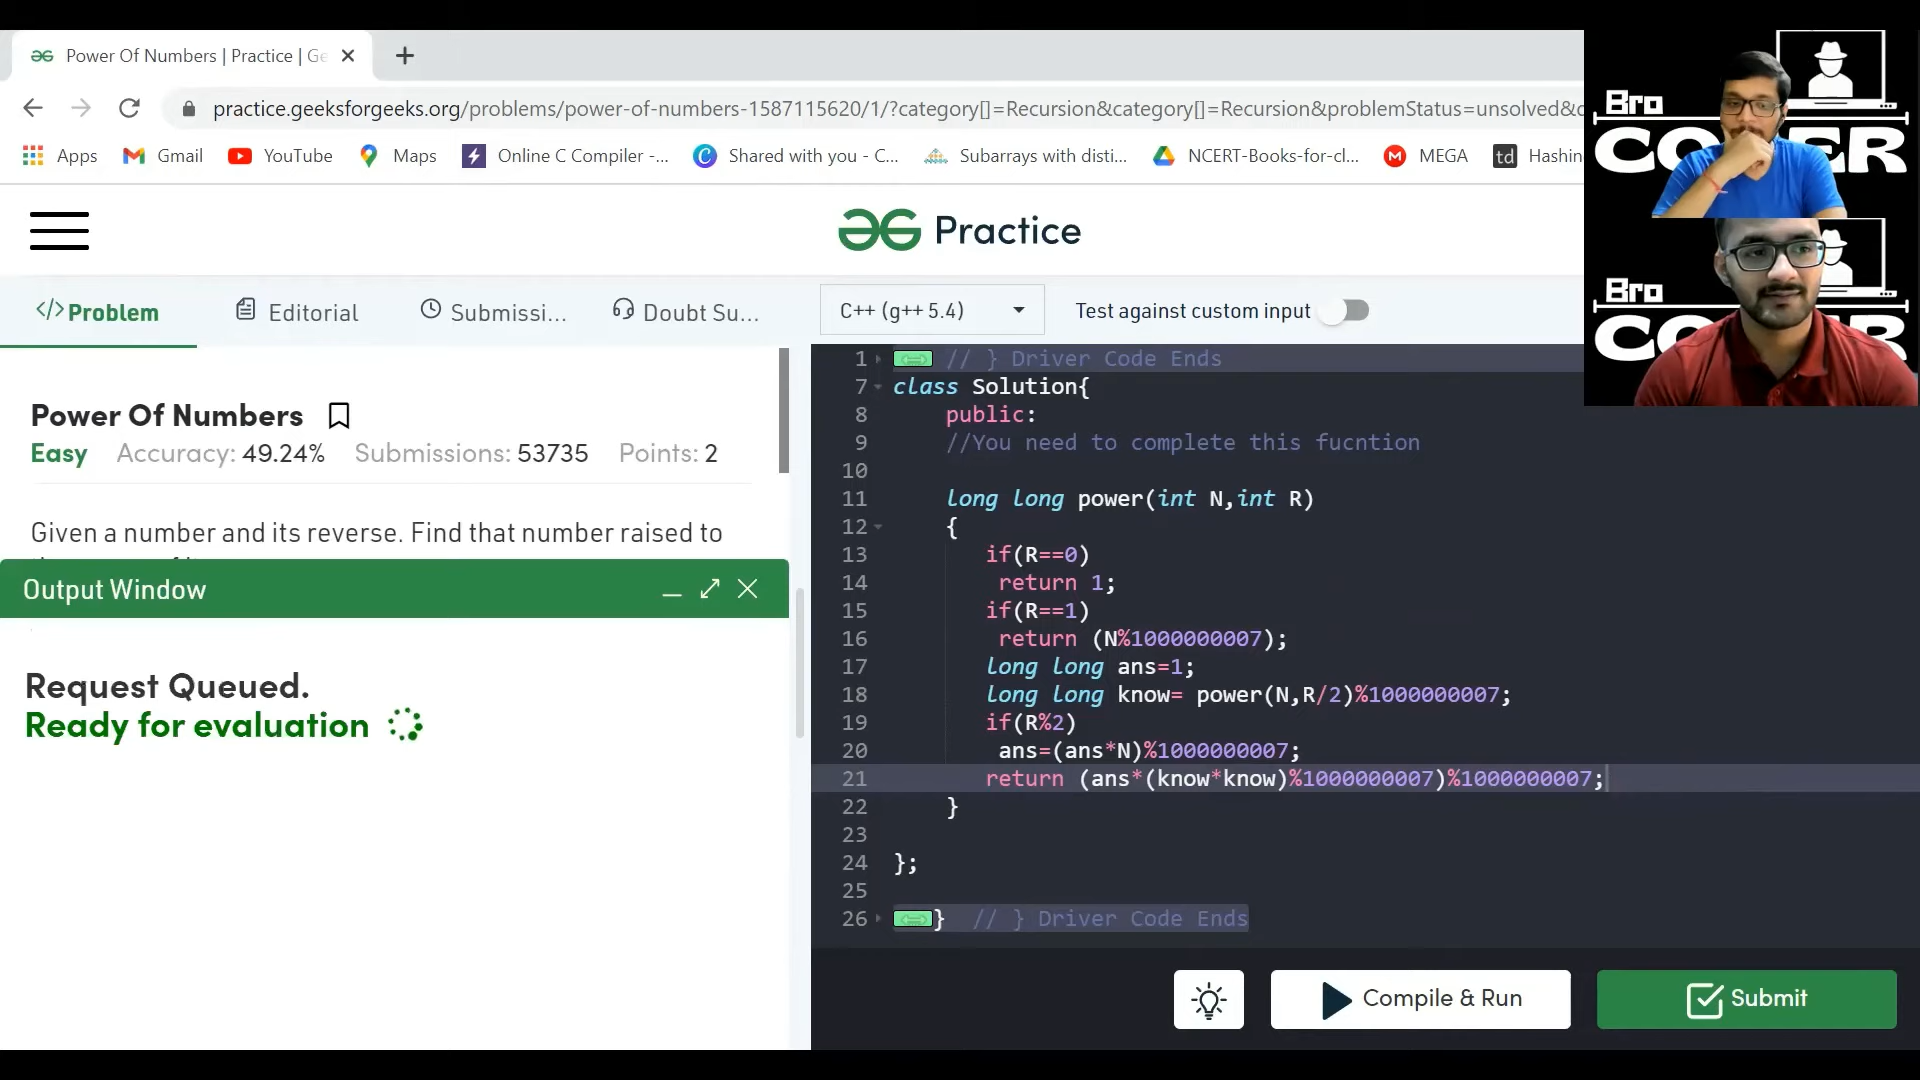 Power Of Numbers | Practice | Ge
practice.geeksforgeeks.org/problems/power-of-numbers-1587115620/1/?category[]=Recursion&category[]=Recursion&problemStatus=unsolved&c
Apps Gmail YouTube Maps Online C Compiler -... Shared with you - C... Subarrays with disti... NCERT-Books-for-cl... MEGA td Hashin
Bro
CODER
Bro
Practice
</>Problem Editorial Submissi... Doubt Su...
C++ (g++ 5.4) Test against custom input
Power Of Numbers
Easy Accuracy: 49.24% Submissions: 53735 Points: 2
Given a number and its reverse. Find that number raised to
Output Window
Request Queued.
Ready for evaluation
1 // } Driver Code Ends
7 class Solution{
8 public:
9 //You need to complete this fucntion
10
11 long long power(int N,int R)
12 {
13 if(R==0)
14 return 1;
15 if(R==1)
16 return (N%1000000007);
17 long long ans=1;
18 long long know= power(N,R/2)%1000000007;
19 if(R%2)
20 ans=(ans*N)%1000000007;
21 return (ans*(know*know)%1000000007)%1000000007;
22 }
23
24 };
25
26 } // } Driver Code Ends
Compile & Run
Submit